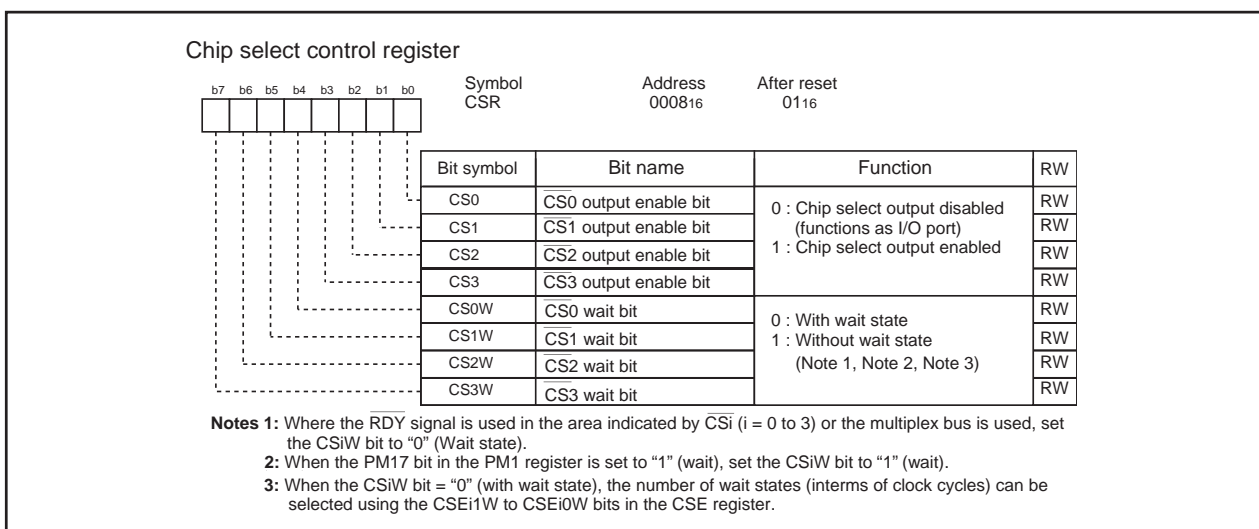 Chip select control register
Symbol Address After reset
b7 b6 b5 b4 b3 b2 b1 b0
CSR 000816 0116
Bit symbol Bit name Function RW
CS0 CS0 output enable bit RW
0 : Chip select output disabled
CS1 CS1 output enable bit RW
(functions as I/O port)
1 : Chip select output enabled
CS2 CS2 output enable bit RW
CS3 CS3 output enable bit RW
CS0W CS0 wait bit RW
0 : With wait state
CS1W CS1 wait bit RW
1 : Without wait state
CS2W CS2 wait bit RW
(Note 1, Note 2, Note 3)
CS3W CS3 wait bit RW
Notes 1: Where the RDY signal is used in the area indicated by CSi (i = 0 to 3) or the multiplex bus is used, set
the CSiW bit to “0” (Wait state).
2: When the PM17 bit in the PM1 register is set to “1” (wait), set the CSiW bit to “1” (wait).
3: When the CSiW bit = “0” (with wait state), the number of wait states (interms of clock cycles) can be
selected using the CSEi1W to CSEi0W bits in the CSE register.